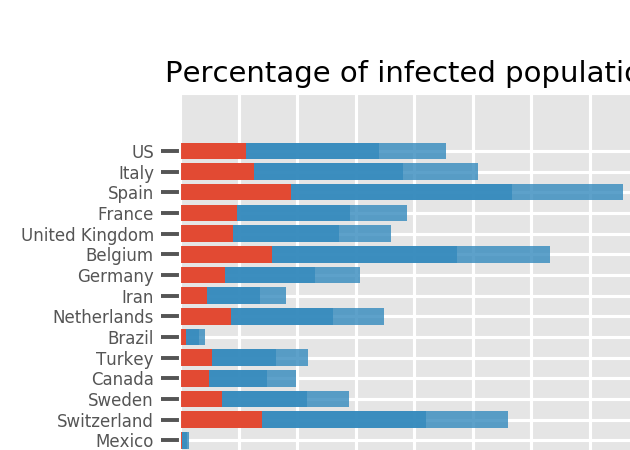 Percentage of infected populatio
US
Italy
Spain
France
United Kingdom
Belgium
Germany
Iran
Netherlands
Brazil
Turkey
Canada
Sweden
Switzerland
Mexico